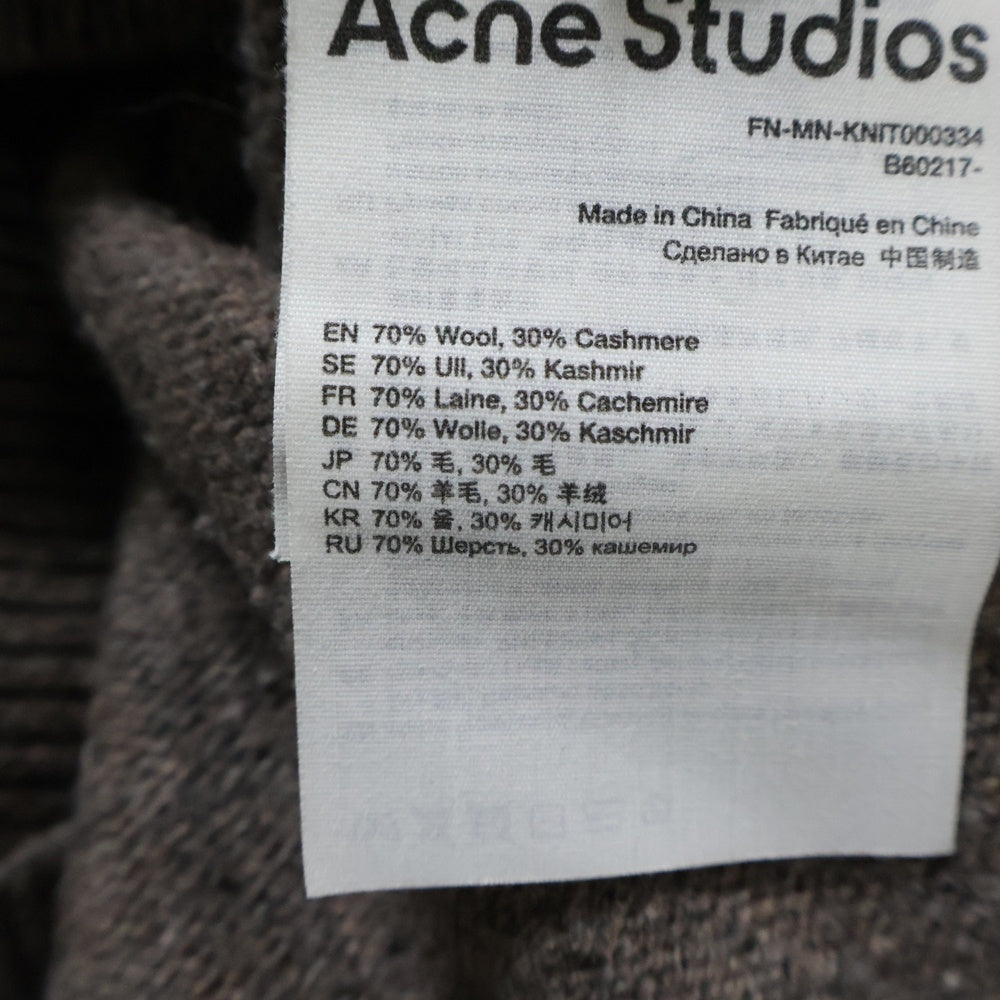 Acne Studios
FN-MN-KNIT000334
B60217-
Made in China Fabriqué en Chine
Сделано в Китае 中国制造
EN 70% Wool, 30% Cashmere
SE 70% Ull, 30% Kashmir
FR 70% Laine, 30% Cachemire
DE 70% Wolle, 30% Kaschmir
JP 70% 毛, 30% 毛
CN 70% 羊毛, 30% 羊绒
KR 70% 울, 30% 캐시미어
RU 70% Шерсть, 30% кашемир